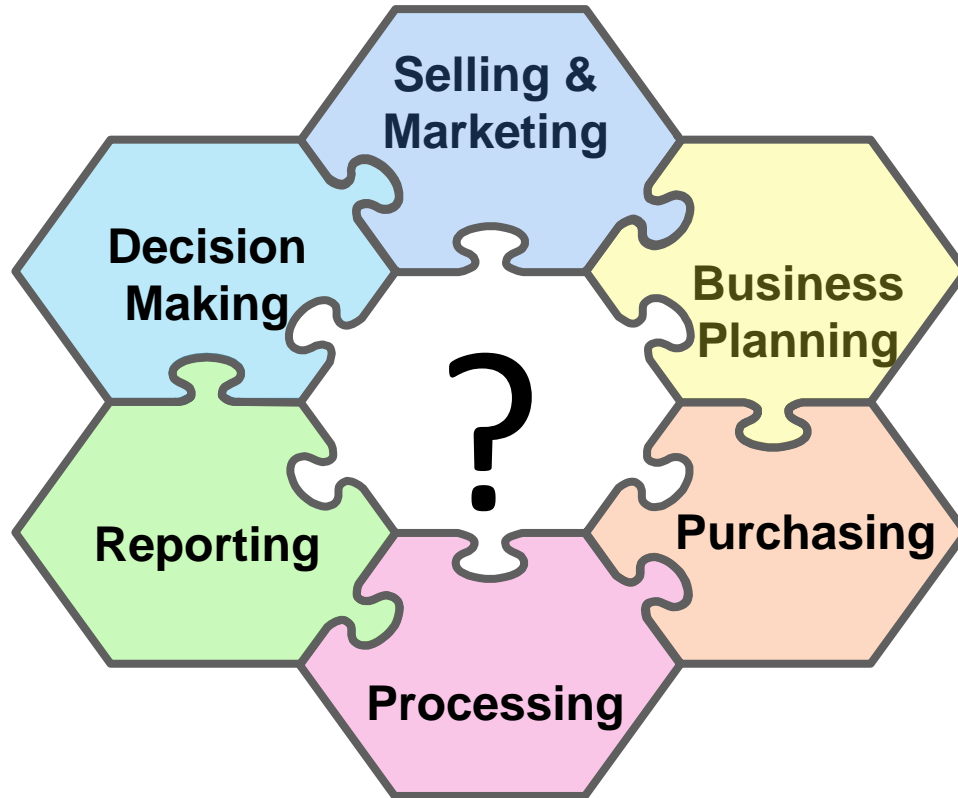 Selling &
Marketing
Decision
Making
Business
Planning
?
Reporting
Purchasing
Processing